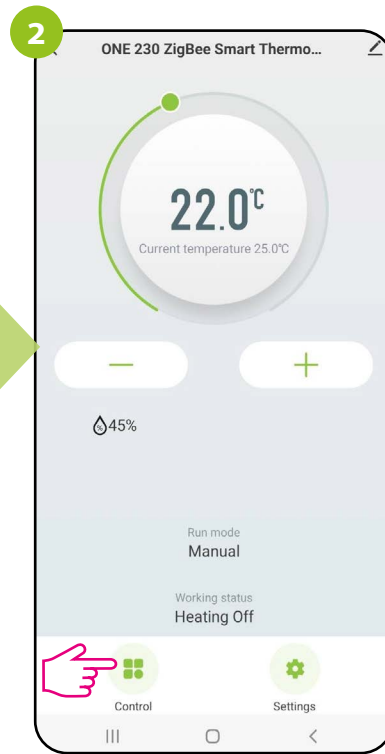 2
ONE 230 ZigBee Smart Thermo...
22.0°C
Current temperature 25.0°C
45%
Run mode
Manual
Working status
Heating Off
Control
Settings